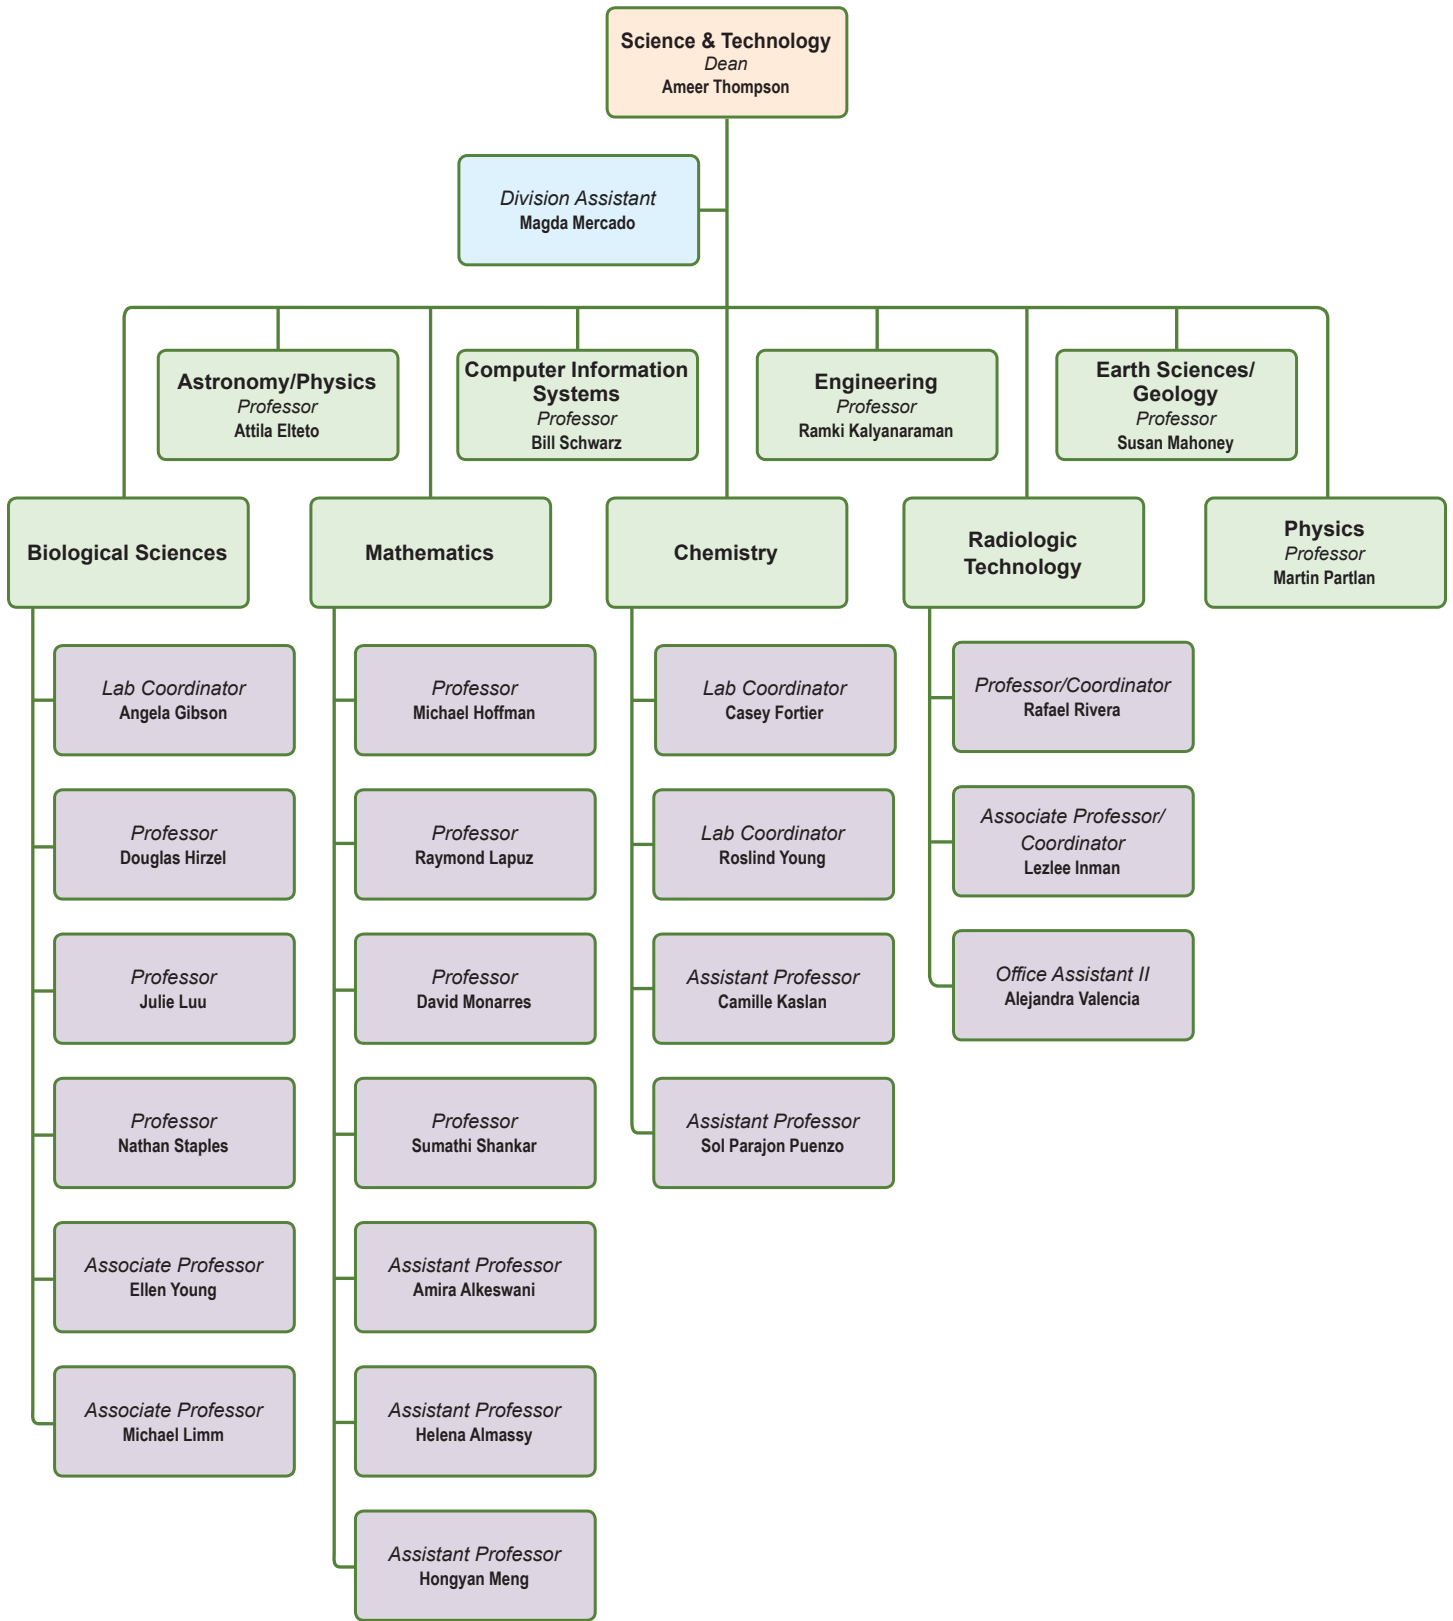 Science & Technology
Dean
Ameer Thompson
Division Assistant
Magda Mercado
Astronomy/Physics
Professor
Attila Elteto
Computer Information
Systems
Professor
Bill Schwarz
Engineering
Professor
Ramki Kalyanaraman
Earth Sciences/
Geology
Professor
Susan Mahoney
Biological Sciences
Mathematics
Chemistry
Radiologic
Technology
Physics
Professor
Martin Partlan
Lab Coordinator
Angela Gibson
Professor
Douglas Hirzel
Professor
Julie Luu
Professor
Nathan Staples
Associate Professor
Ellen Young
Associate Professor
Michael Limm
Professor
Michael Hoffman
Professor
Raymond Lapuz
Professor
David Monarres
Professor
Sumathi Shankar
Assistant Professor
Amira Alkeswani
Assistant Professor
Helena Almassy
Assistant Professor
Hongyan Meng
Lab Coordinator
Casey Fortier
Lab Coordinator
Roslind Young
Assistant Professor
Camille Kaslan
Assistant Professor
Sol Parajon Puenzo
Professor/Coordinator
Rafael Rivera
Associate Professor/
Coordinator
Lezlee Inman
Office Assistant II
Alejandra Valencia